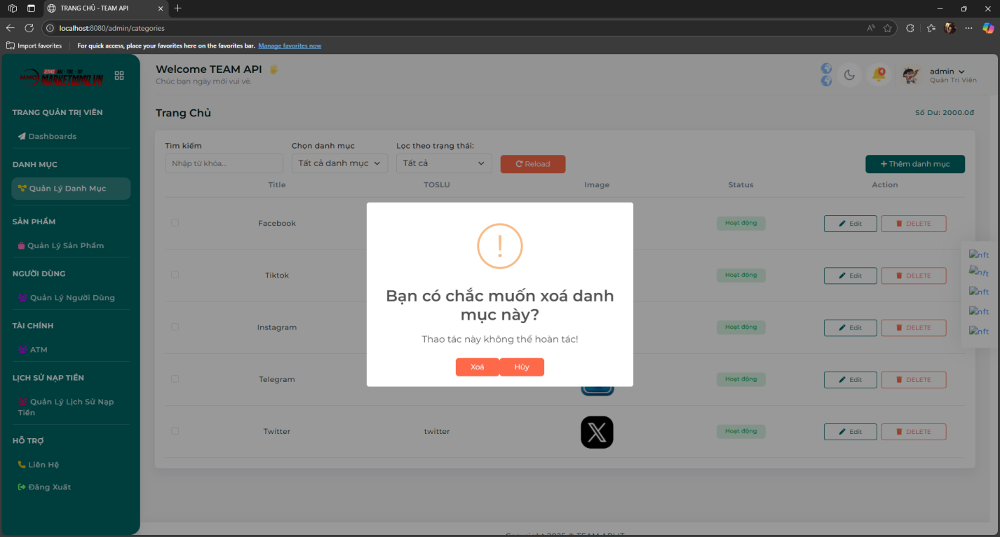 TRANG CHỦ - TEAM API
localhost:8080/admin/categories
Import favorites
For quick access, place your favorites here on the favorites bar. Manage favorites now
MMO
MARKETMMO.VN
Welcome TEAM API 👋
Chúc bạn ngày mới vui vẻ.
4
admin
Quản Trị Viên
TRANG QUẢN TRỊ VIÊN
Dashboards
DANH MỤC
Quản Lý Danh Mục
SẢN PHẨM
Quản Lý Sản Phẩm
NGƯỜI DÙNG
Quản Lý Người Dùng
TÀI CHÍNH
ATM
LỊCH SỬ NẠP TIỀN
Quản Lý Lịch Sử Nạp
Tiền
HỖ TRỢ
Liên Hệ
Đăng Xuất
Trang Chủ
Số Dư: 2000.0đ
Tìm kiếm
Chọn danh mục
Lọc theo trạng thái:
Nhập từ khóa...
Tất cả danh mục
Tất cả
Reload
+ Thêm danh mục
Title TOSLU Image Status Action
Facebook Hoạt động Edit DELETE
Tiktok Hoạt động Edit DELETE
Instagram Hoạt động Edit DELETE
Telegram Hoạt động Edit DELETE
Twitter twitter X Hoạt động Edit DELETE
!
Bạn có chắc muốn xoá danh
mục này?
Thao tác này không thể hoàn tác!
Xoá
Hủy
nft
nft
nft
nft
nft